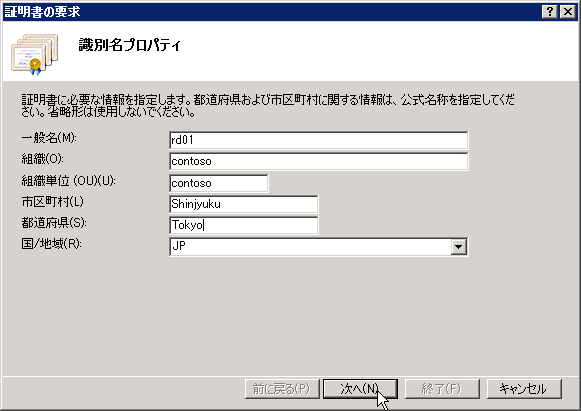 証明書の要求
識別名プロパティ
証明書に必要な情報を指定します。都道府県および市区町村に関する情報は、公式名称を指定してくだ
さい。省略形は使用しないでください。
一般名(M): rd01
組織(O): contoso
組織単位 (OU)(U): contoso
市区町村(L) Shinjyuku
都道府県(S): Tokyo
国/地域(R): JP
前に戻る(P) 次へ(N) 終了(F) キャンセル